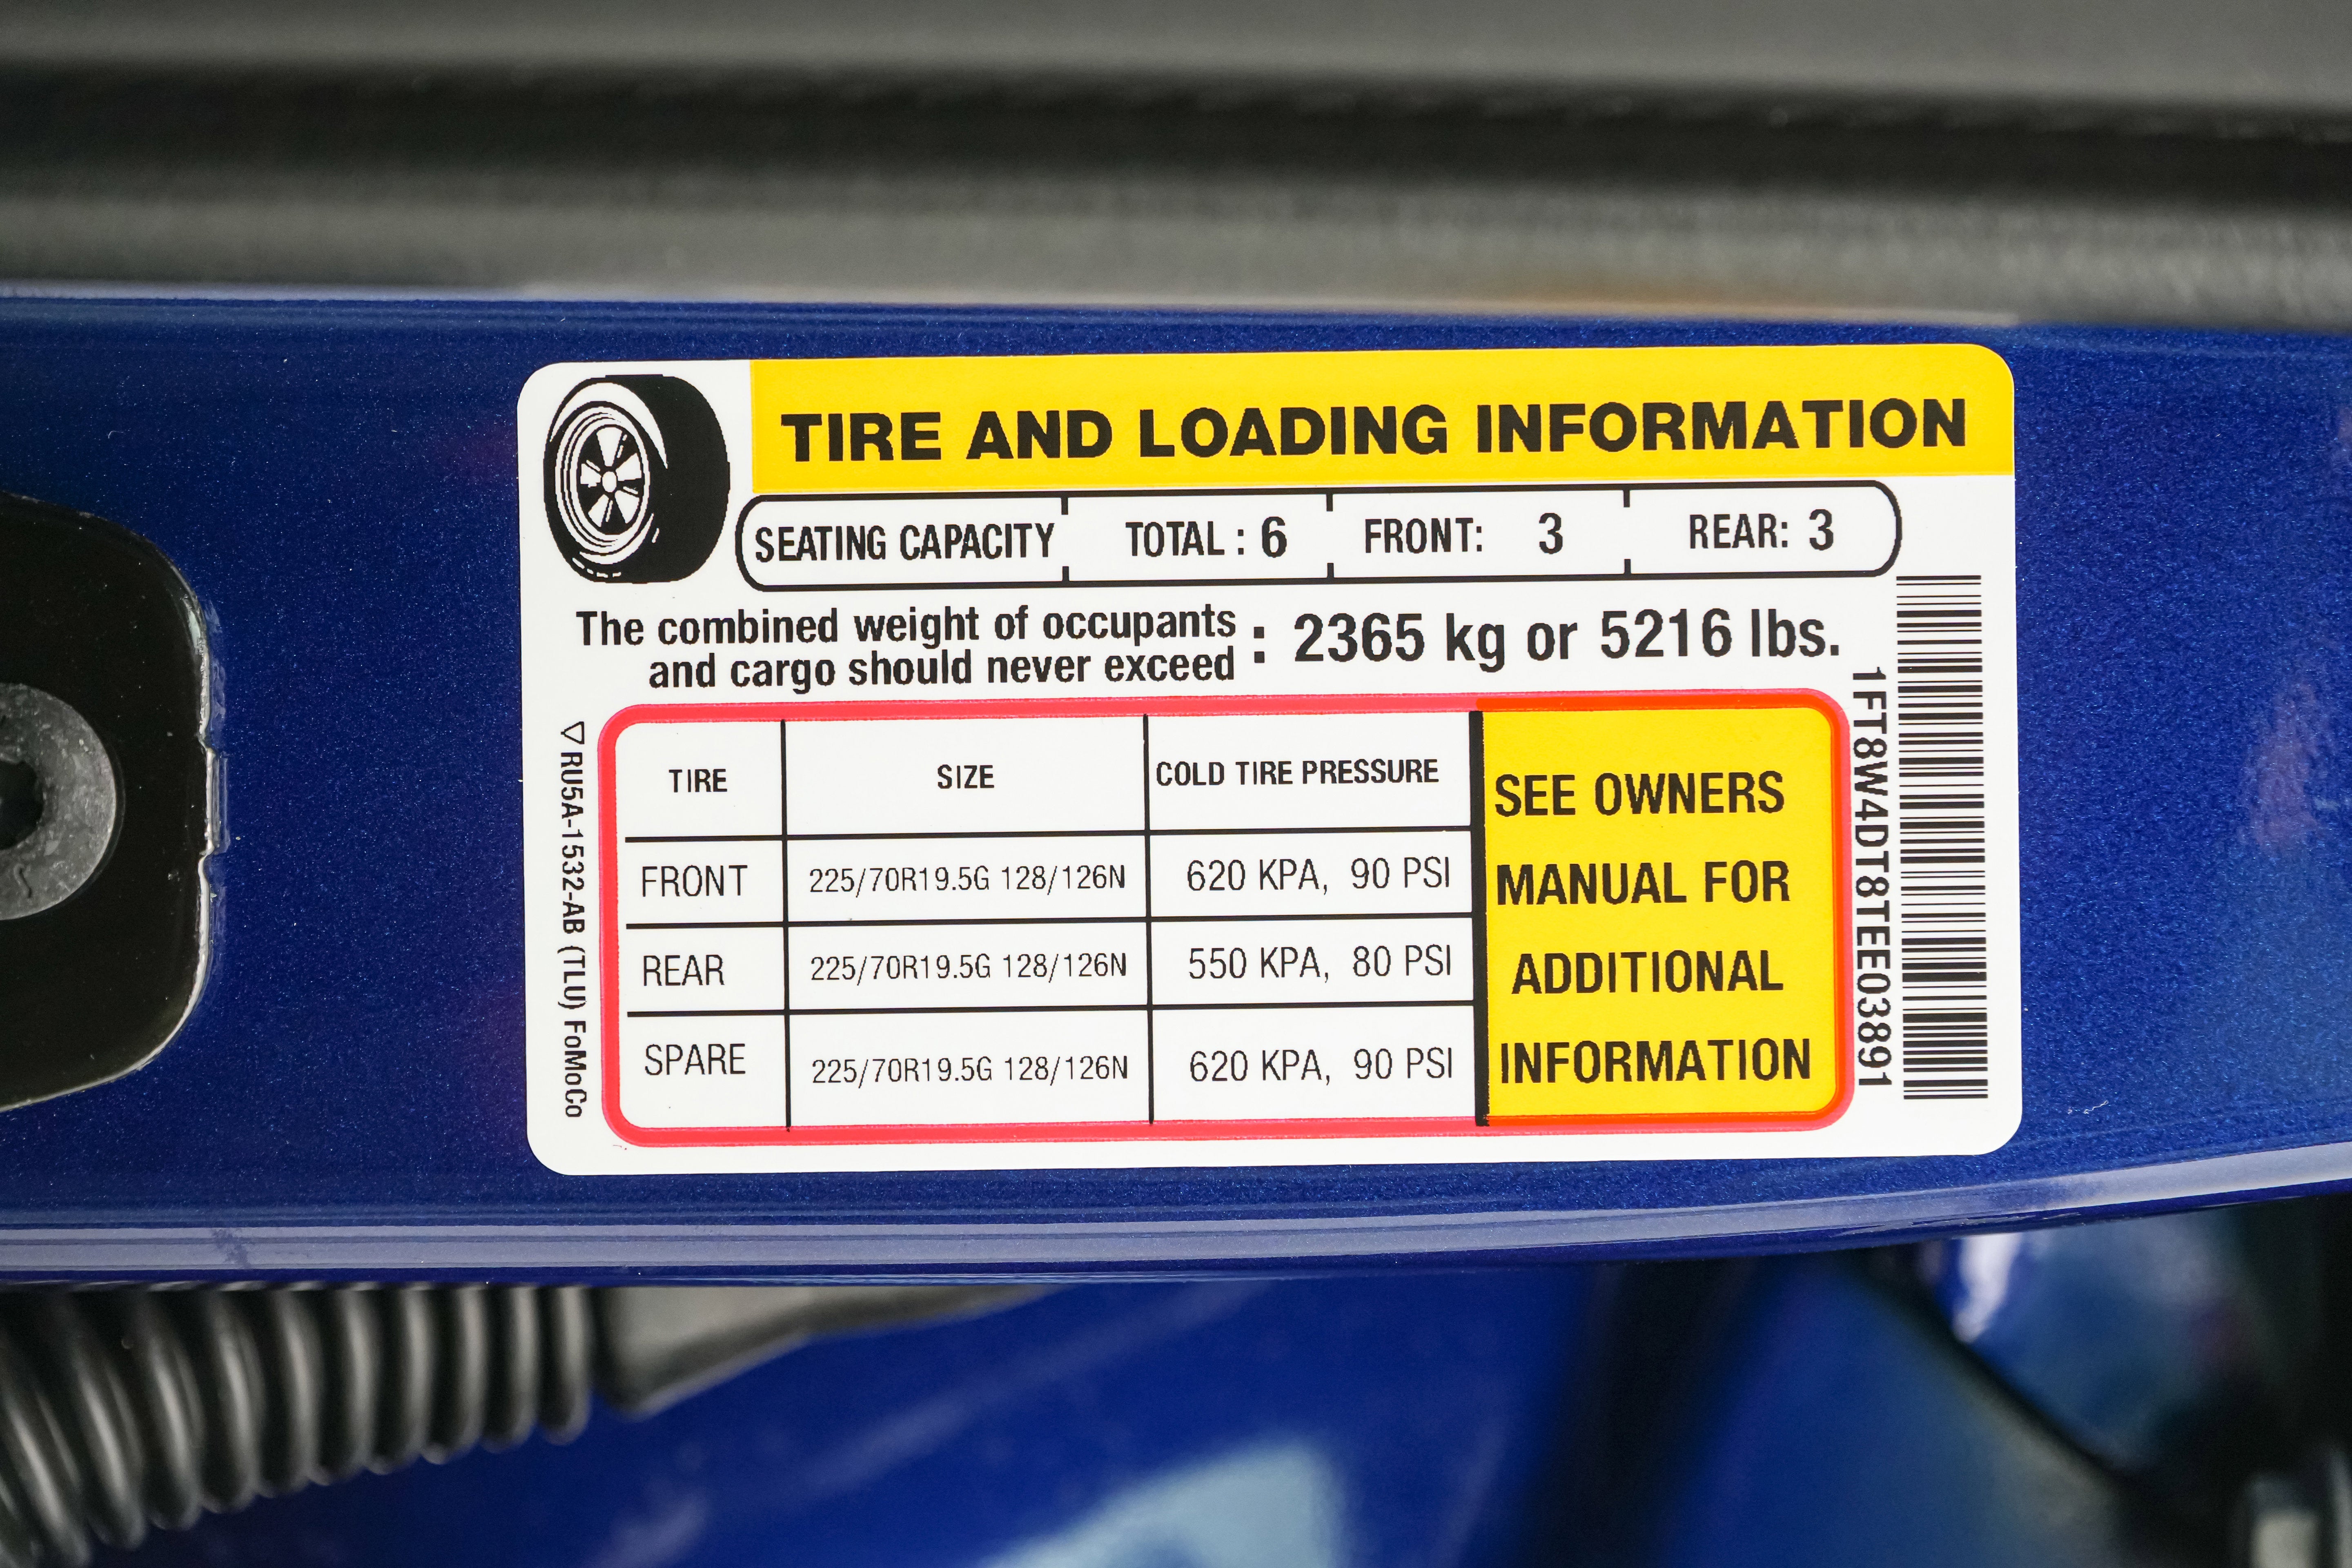 TIRE AND LOADING INFORMATION
SEATING CAPACITY TOTAL : 6 FRONT: 3 REAR: 3
The combined weight of occupants
and cargo should never exceed : 2365 kg or 5216 lbs.
TIRE SIZE COLD TIRE PRESSURE
FRONT 225/70R19.5G 128/126N 620 KPA, 90 PSI
REAR 225/70R19.5G 128/126N 550 KPA, 80 PSI
SPARE 225/70R19.5G 128/126N 620 KPA, 90 PSI
SEE OWNERS
MANUAL FOR
ADDITIONAL
INFORMATION
RU5A-1532-AB (TLU) FoMoCo
1FT8W4DT8TEE03891